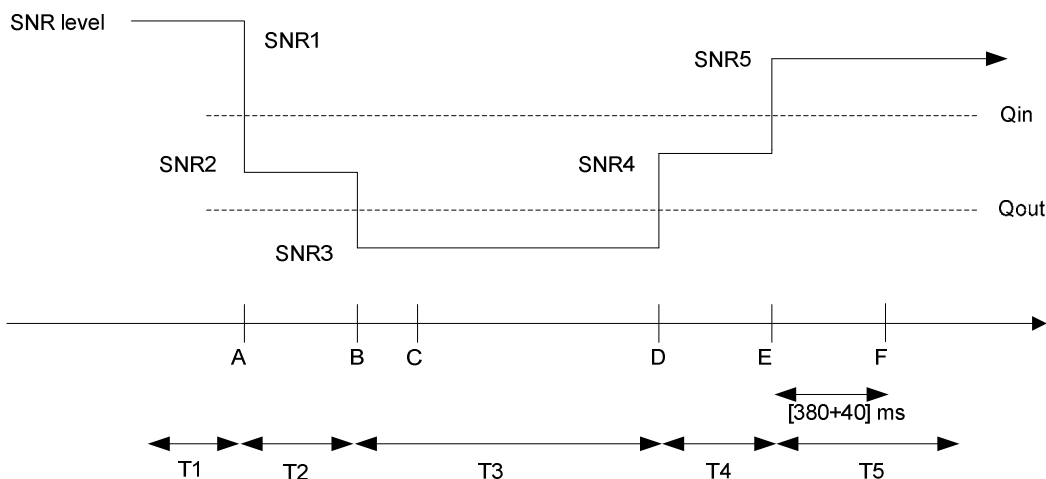 SNR level
SNR1
SNR5
Qin
SNR2
SNR4
Qout
SNR3
A B C D E F
[380+40] ms
T1 T2 T3 T4 T5